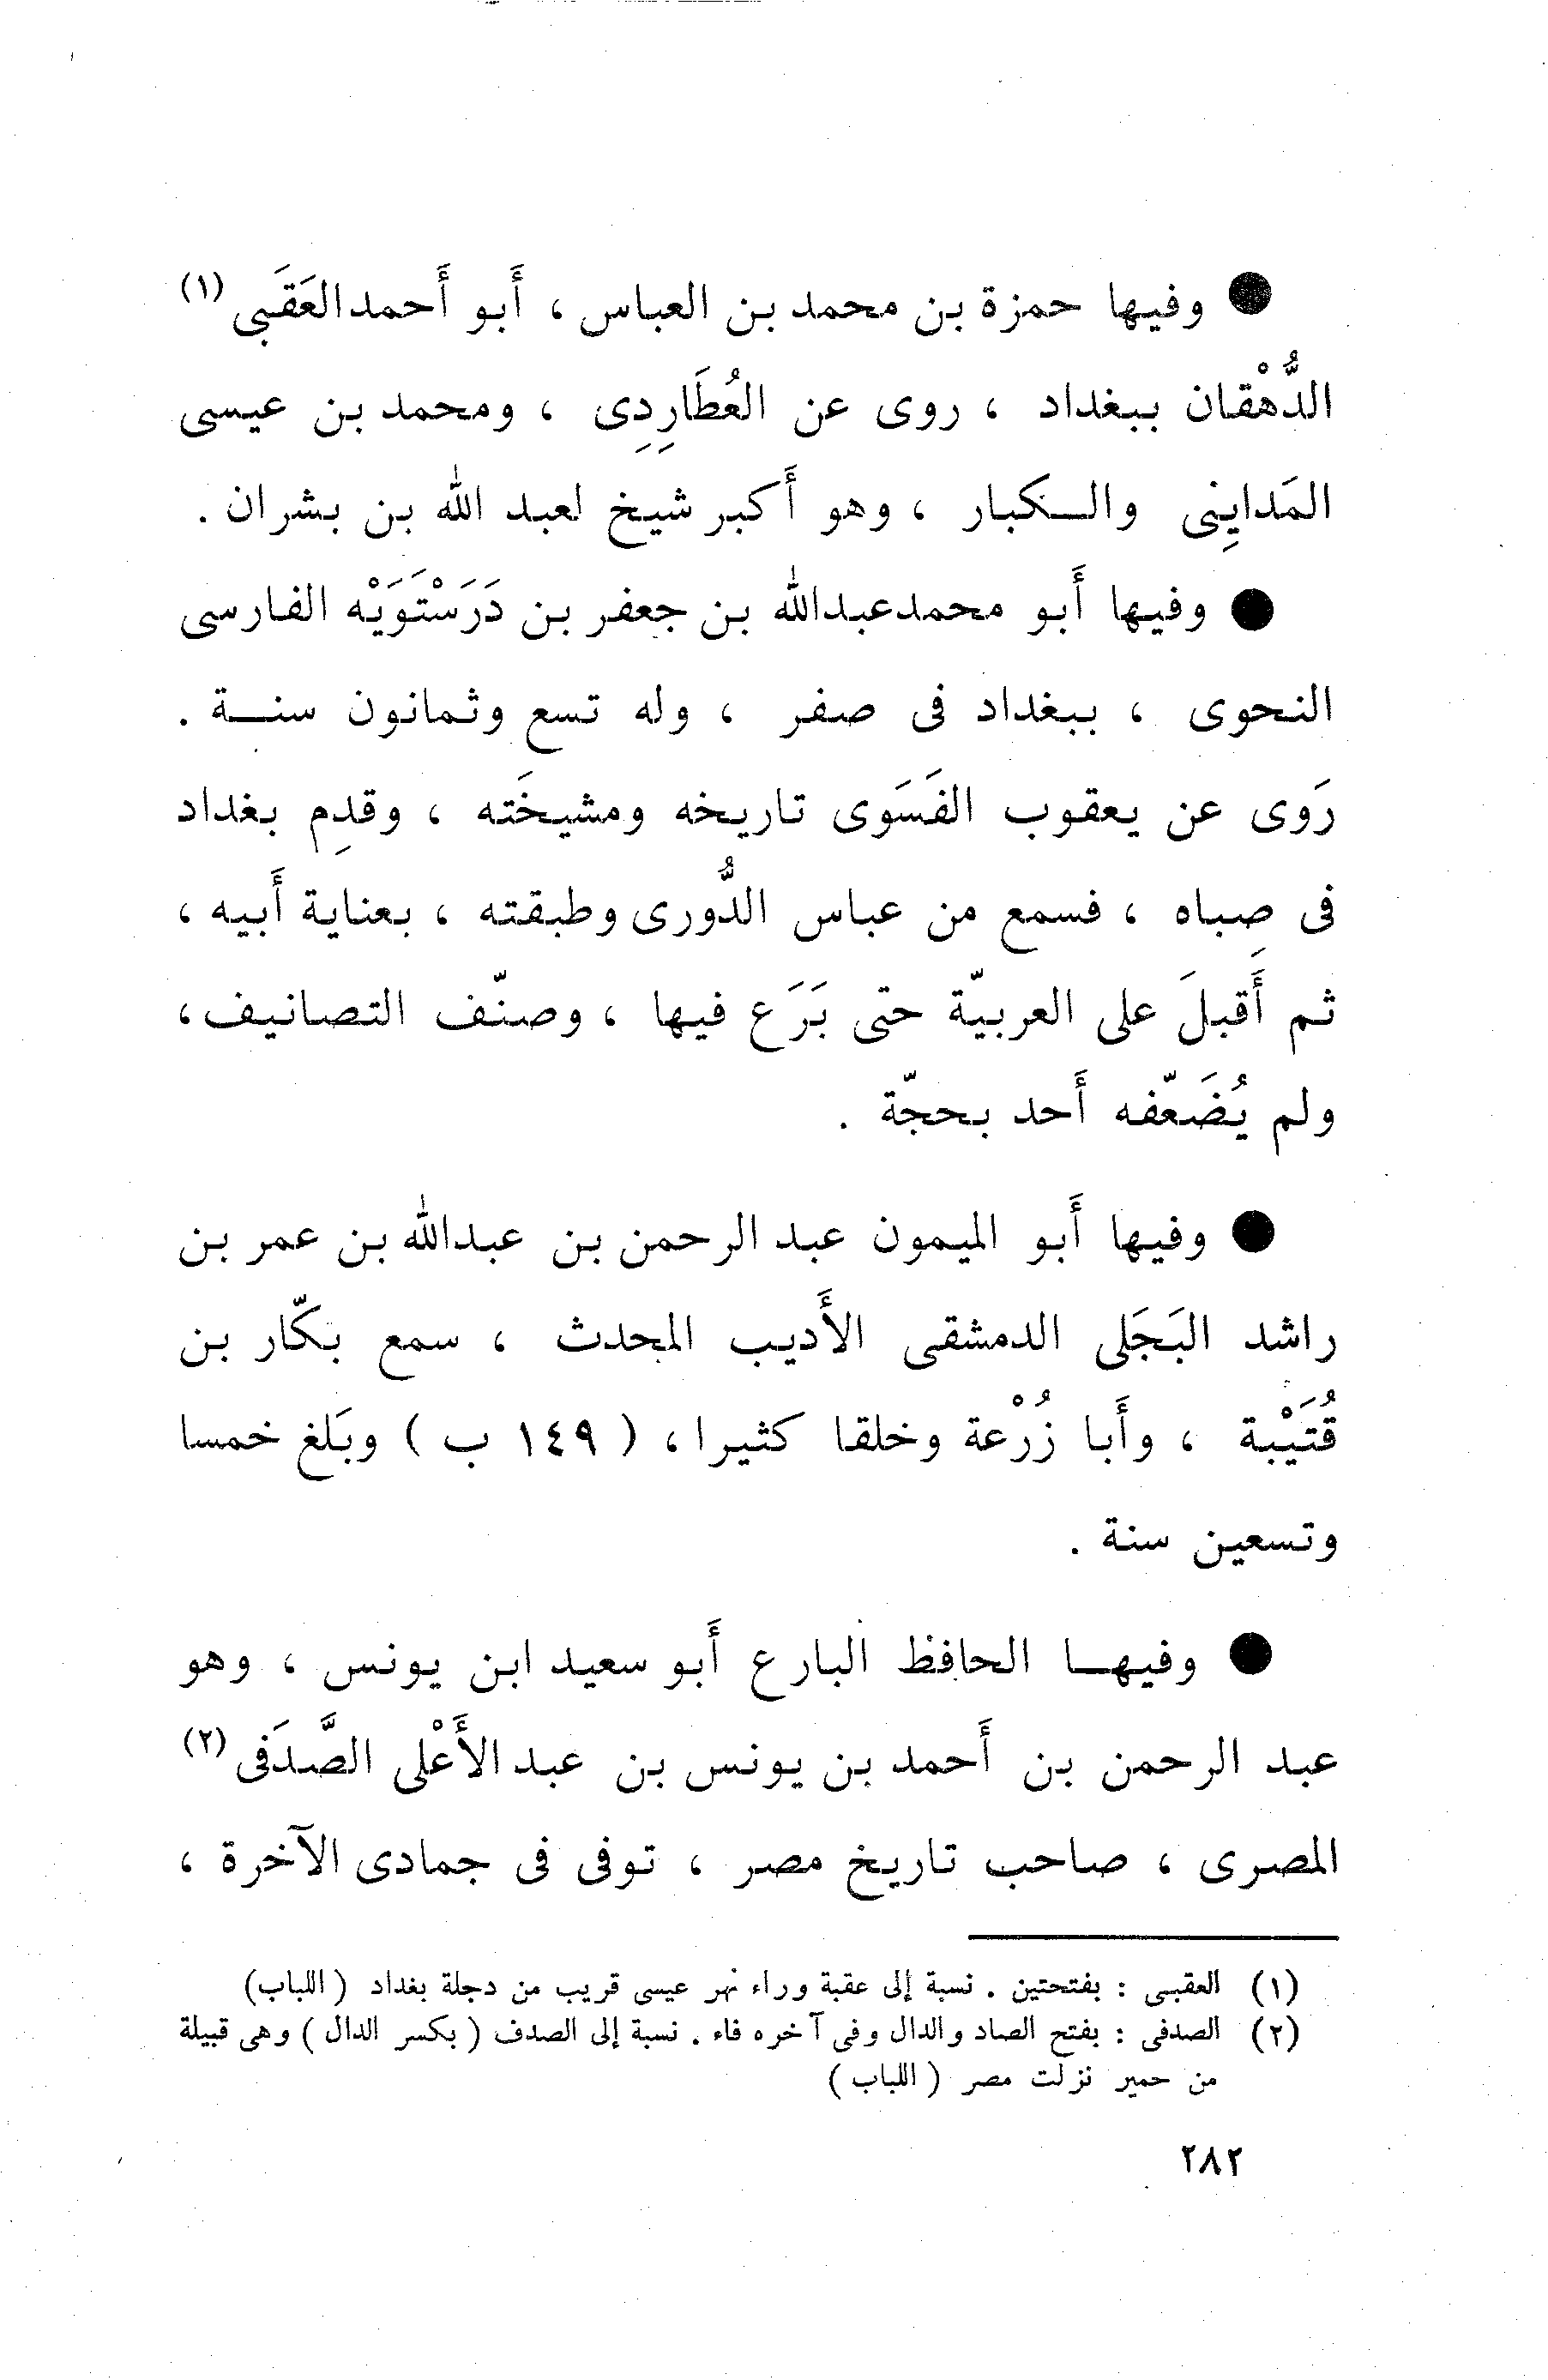 ● وفيها حمزة بن محمد بن العباس ، أَبو أَحمد العَقَبى (١)
الدُّهْقان ببغداد ، روى عن العُطَارِدِى ، ومحمد بن عيسى
المَداينِى والكبار ، وهو أَكبر شيخ لعبد الله بن بشران .
● وفيها أَبو محمد عبدالله بن جعفر بن دَرَسْتَوَيْه الفارسى
النحوى ، ببغداد فى صفر ، وله تسع وثمانون سنة .
رَوى عن يعقوب الفَسَوى تاريخه ومشيخَته ، وقدِم بغداد
فى صِباه ، فسمع من عباس الدُّورى وطبقته ، بعناية أَبيه ،
ثم أَقبلَ على العربيّة حتى بَرَع فيها ، وصنّف التصانيف ،
ولم يُضَعّفه أَحد بحجّة .
● وفيها أَبو الميمون عبد الرحمن بن عبدالله بن عمر بن
راشد البَجَلى الدمشقى الأَديب المحدث ، سمع بكّار بن
قُتَيْبة ، وأَبا زُرْعة وخلقا كثيرا ، ( ١٤٩ ب ) وبَلغ خمسا
وتسعين سنة .
● وفيها الحافظ البارع أَبو سعيد ابن يونس ، وهو
عبد الرحمن بن أَحمد بن يونس بن عبد الأَعْلى الصَّدَفى (٢)
المصرى ، صاحب تاريخ مصر ، توفى فى جمادى الآخرة ،
(١) العقبى : بفتحتين . نسبة إلى عقبة وراء نهر عيسى قريب من دجلة بغداد (اللباب)
(٢) الصدفى : بفتح الصاد والدال وفى آخره فاء . نسبة إلى الصدف ( بكسر الدال ) وهى قبيلة
من حمير نزلت مصر ( اللباب )
٢٨٢